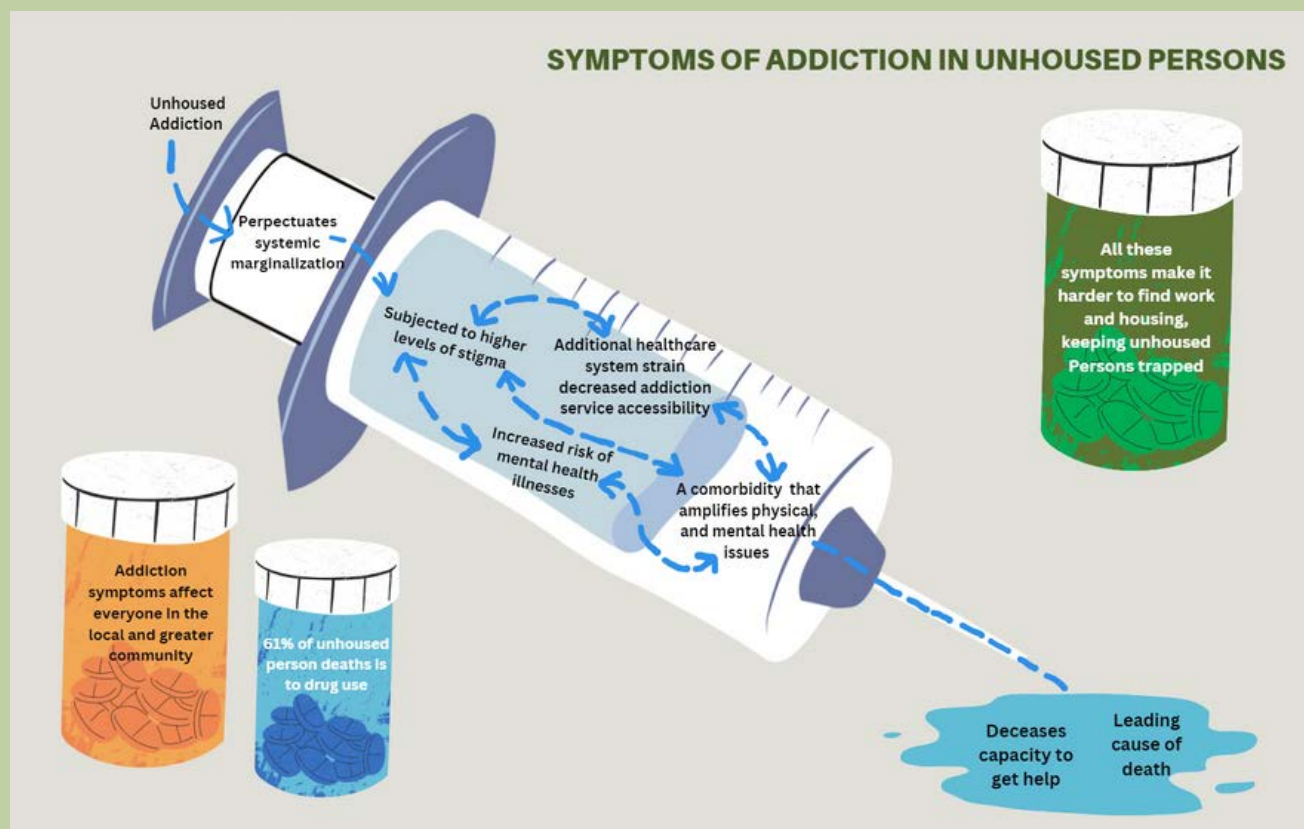 SYMPTOMS OF ADDICTION IN UNHOUSED PERSONS
Unhoused
Addiction
Perpectuates
systemic
marginalization
Subjected to higher
levels of stigma
Additional healthcare
system strain
decreased addiction
service accessibility
Increased risk of
mental health
illnesses
A comorbidity that
amplifies physical,
and mental health
issues
All these
symptoms make it
harder to find work
and housing,
keeping unhoused
Persons trapped
Addiction
symptoms affect
everyone in the
local and greater
community
61% of unhoused
person deaths is
to drug use
Deceases
capacity to
get help
Leading
cause of
death